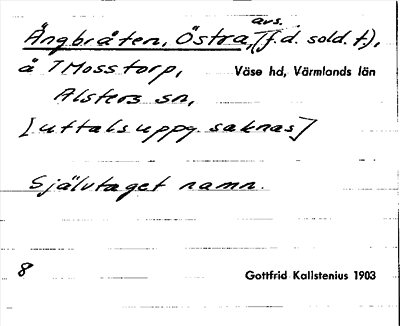 avs.
Ängbråten, Östra, (f.d. sold. t.),
å 7 Mosstorp, Väse hd, Värmlands län
Alsters sn,
[uttalsuppg. saknas]
Självtaget namn.
8 Gottfrid Kallstenius 1903